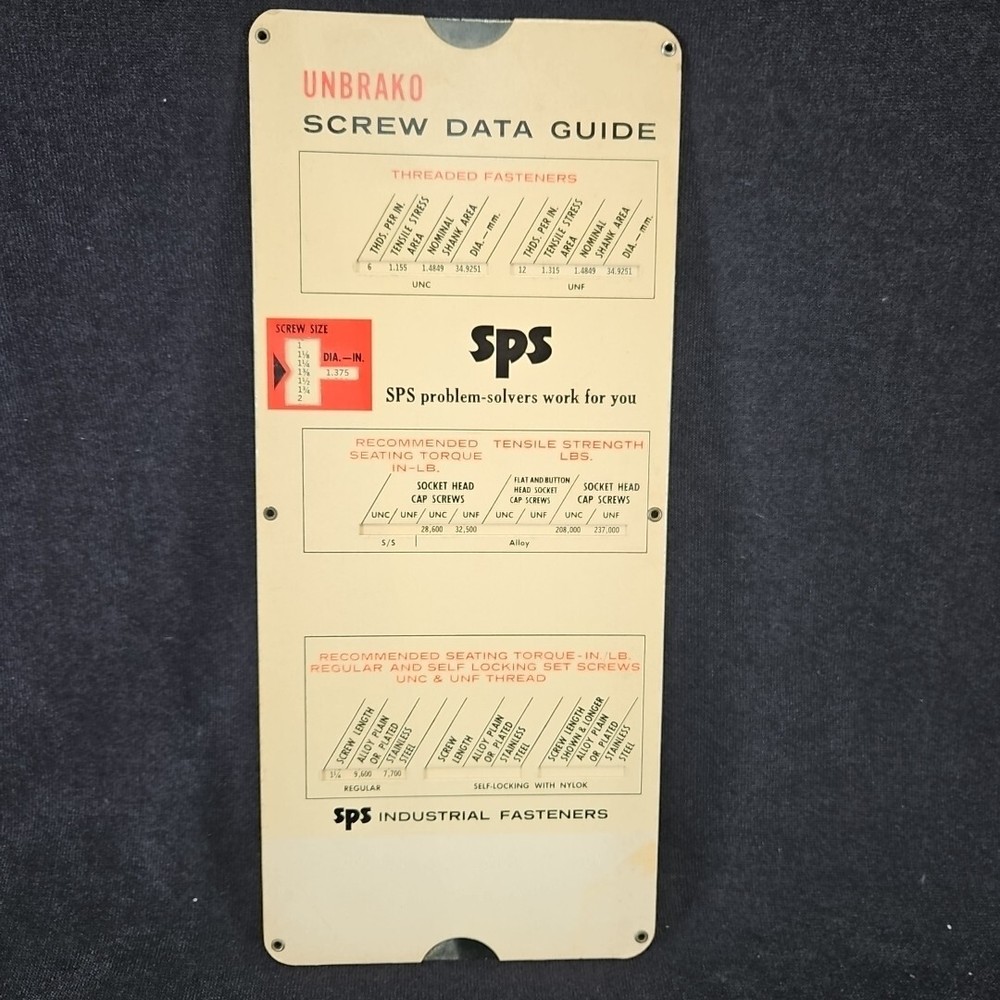 UNBRAKO
SCREW DATA GUIDE
THREADED FASTENERS
THDS. PER IN. TENSILE STRESS AREA NOMINAL SHANK AREA DIA.—mm. THDS. PER IN. TENSILE STRESS AREA NOMINAL SHANK AREA DIA.—mm.
6 1.155 1.4849 34.9251 12 1.315 1.4849 34.9251
UNC UNF
SCREW SIZE
1
1⅛
1¼
1⅜
1½
1¾
2
DIA.—IN.
1.375
sps
SPS problem-solvers work for you
RECOMMENDED SEATING TORQUE IN-LB.
TENSILE STRENGTH LBS.
SOCKET HEAD CAP SCREWS
FLAT AND BUTTON HEAD SOCKET CAP SCREWS
SOCKET HEAD CAP SCREWS
UNC UNF UNC UNF UNC UNF UNC UNF
28,600 32,500 208,000 237,000
S/S Alloy
RECOMMENDED SEATING TORQUE-IN./LB.
REGULAR AND SELF LOCKING SET SCREWS
UNC & UNF THREAD
SCREW LENGTH ALLOY PLAIN OR PLATED STAINLESS STEEL SCREW LENGTH ALLOY PLAIN OR PLATED STAINLESS STEEL SCREW LENGTH SHOWN & LONGER ALLOY PLAIN OR PLATED STAINLESS STEEL
9,600 7,700
REGULAR SELF-LOCKING WITH NYLOK
sps INDUSTRIAL FASTENERS